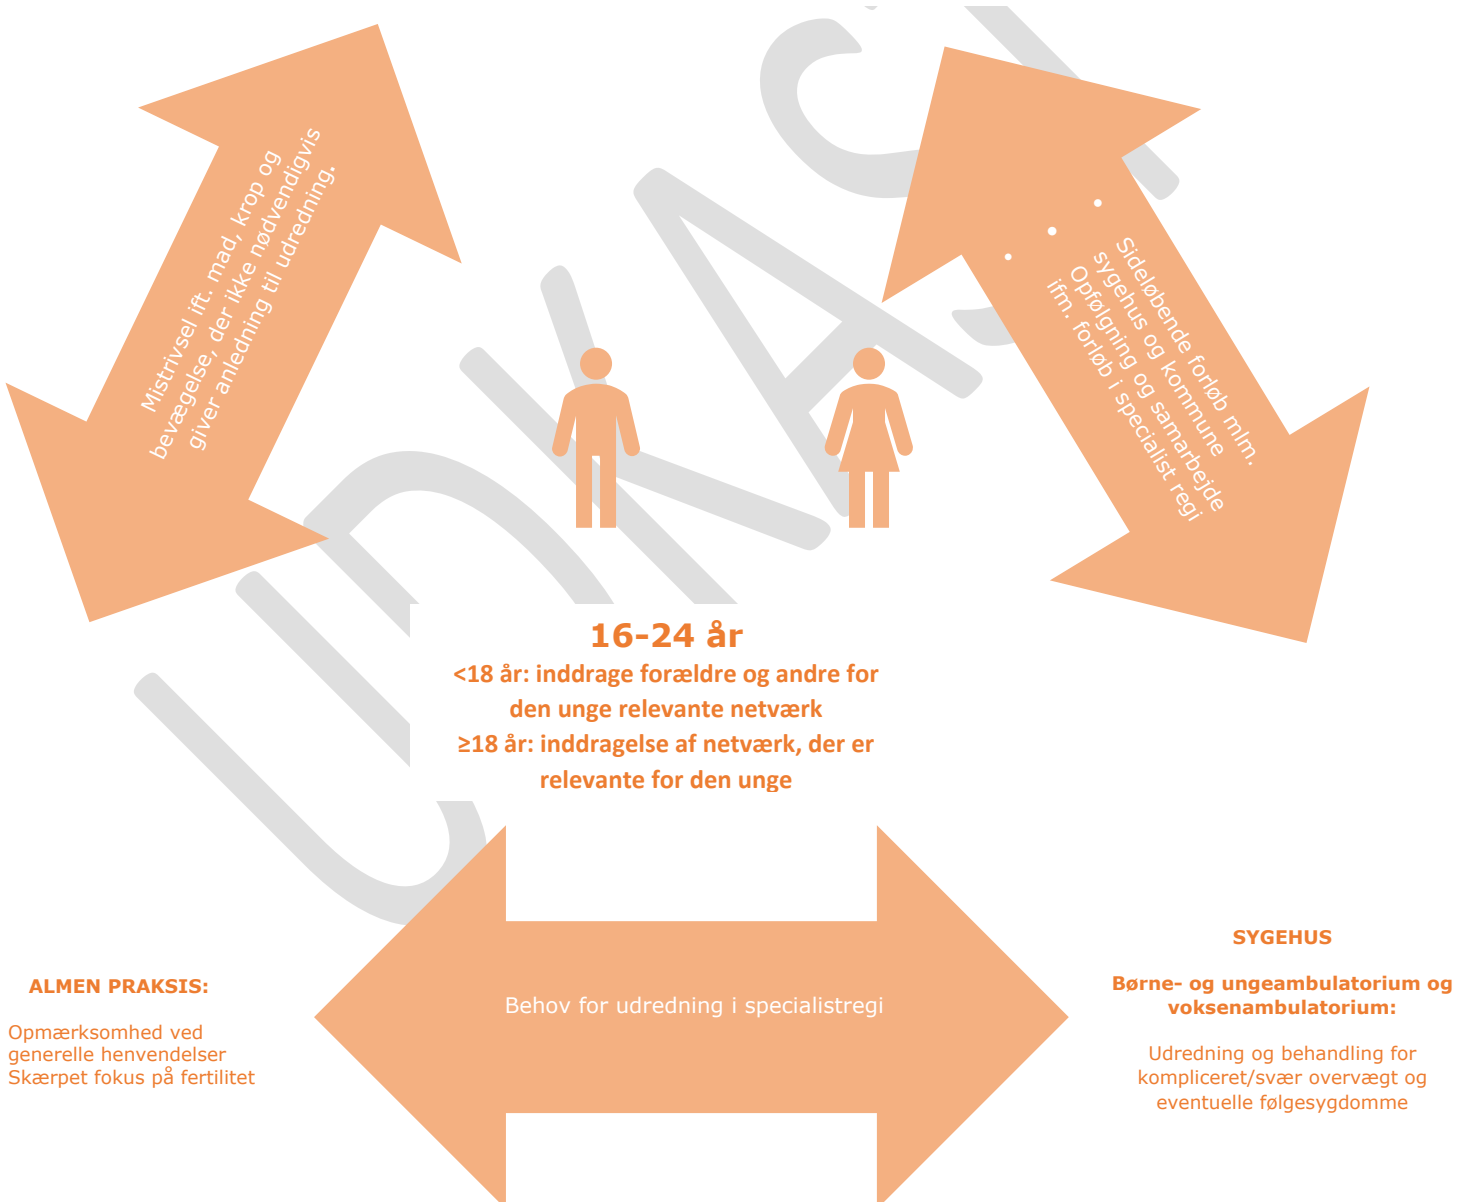 Mistrivsel ift. mad, krop og
bevægelse, der ikke nødvendigvis
giver anledning til udredning.
• Sideløbende forløb mlm.
sygehus og kommune
• Opfølgning og samarbejde
• ifm. forløb i specialist regi
16-24 år
<18 år: inddrage forældre og andre for
den unge relevante netværk
≥18 år: inddragelse af netværk, der er
relevante for den unge
ALMEN PRAKSIS:
Opmærksomhed ved
generelle henvendelser
Skærpet fokus på fertilitet
Behov for udredning i specialistregi
SYGEHUS
Børne- og ungeambulatorium og
voksenambulatorium:
Udredning og behandling for
kompliceret/svær overvægt og
eventuelle følgesygdomme
UDKAST